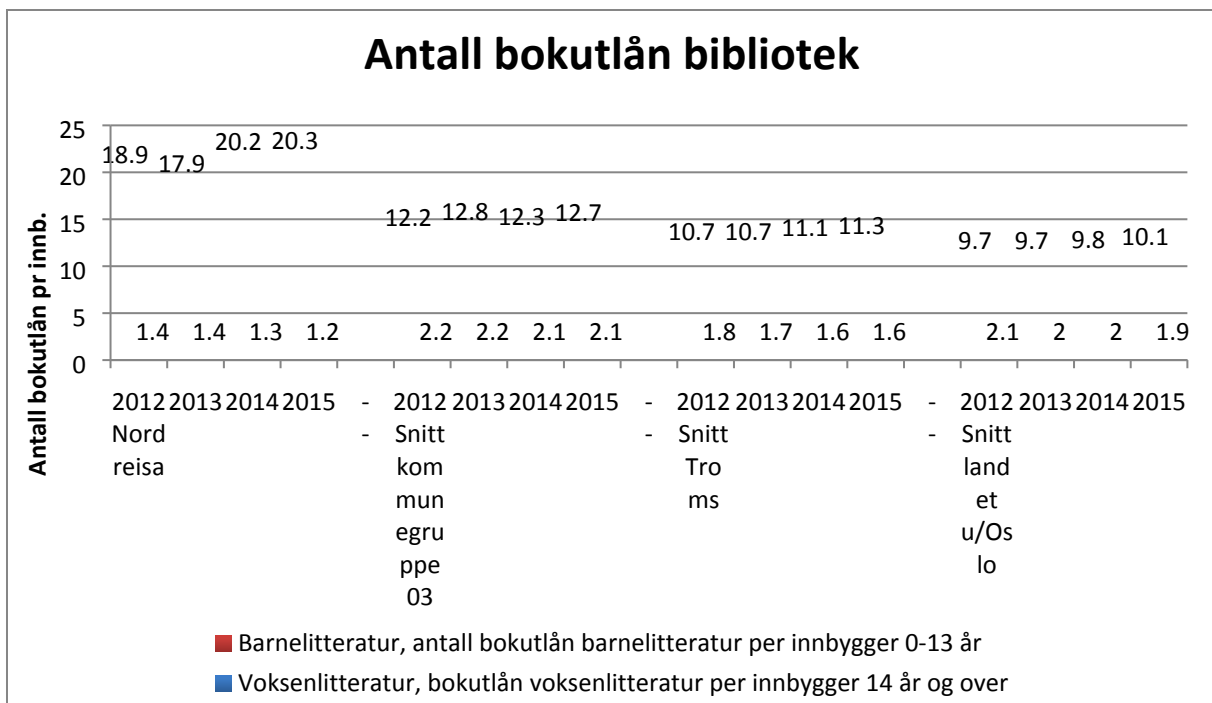 Antall bokutlån bibliotek
Antall bokutlån pr innb.
25
20
15
10
5
0
18.9 17.9 20.2 20.3
12.2 12.8 12.3 12.7
10.7 10.7 11.1 11.3
9.7 9.7 9.8 10.1
1.4 1.4 1.3 1.2
2.2 2.2 2.1 2.1
1.8 1.7 1.6 1.6
2.1 2 2 1.9
2012 2013 2014 2015 - 2012 2013 2014 2015 - 2012 2013 2014 2015 - 2012 2013 2014 2015
Nord
reisa
-
Snitt
kom
mun
egru
ppe
03
-
Snitt
Tro
ms
-
Snitt
land
et
u/Os
lo
Barnelitteratur, antall bokutlån barnelitteratur per innbygger 0-13 år
Voksenlitteratur, bokutlån voksenlitteratur per innbygger 14 år og over